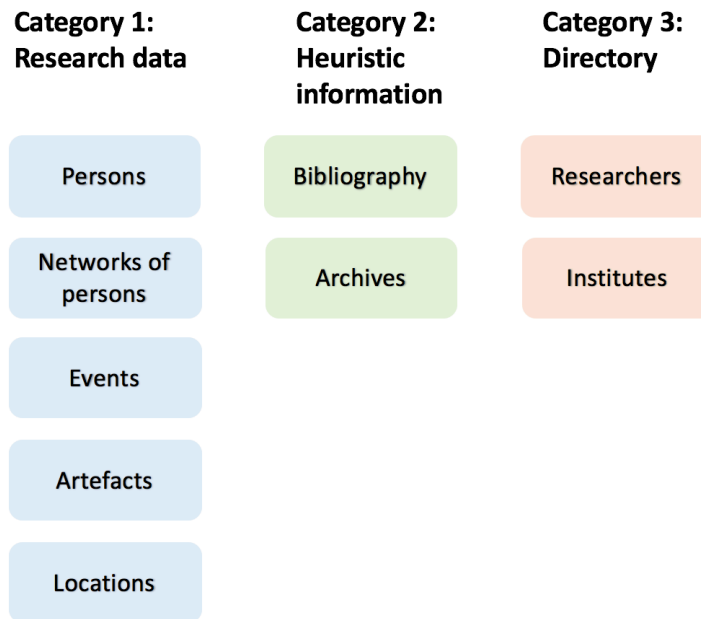 Category 1:
Research data
Category 2:
Heuristic
information
Category 3:
Directory
Persons
Networks of
persons
Events
Artefacts
Locations
Bibliography
Archives
Researchers
Institutes